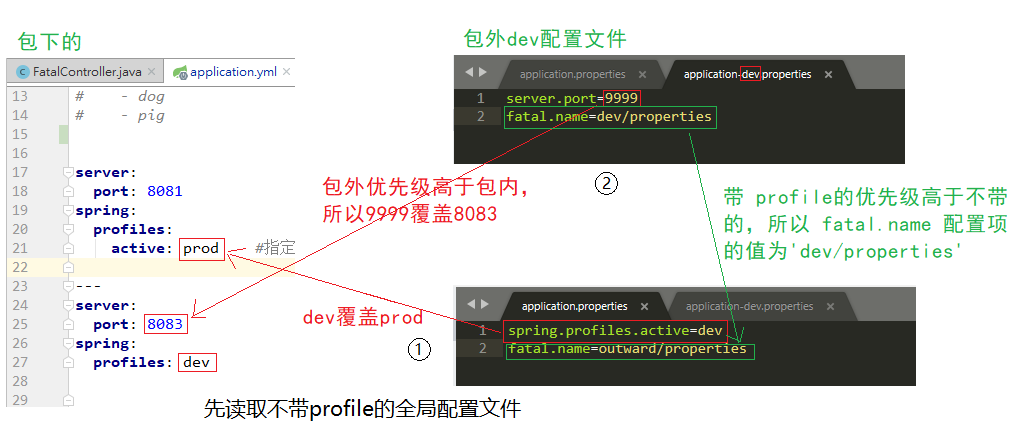 包下的
FatalController.java
application.yml
13 #    - dog
14 #    - pig
15
16
17 server:
18   port: 8081
19 spring:
20   profiles:
21     active: prod    #指定
22
23 ---
24 server:
25   port: 8083
26 spring:
27   profiles: dev
28
29
包外dev配置文件
application.properties
application-dev.properties
1 server.port=9999
2 fatal.name=dev/properties
包外优先级高于包内，
所以9999覆盖8083
②
带 profile的优先级高于不带
的，所以 fatal.name 配置项
的值为'dev/properties'
dev覆盖prod
①
application.properties
application-dev.properties
1 spring.profiles.active=dev
2 fatal.name=outward/properties
先读取不带profile的全局配置文件